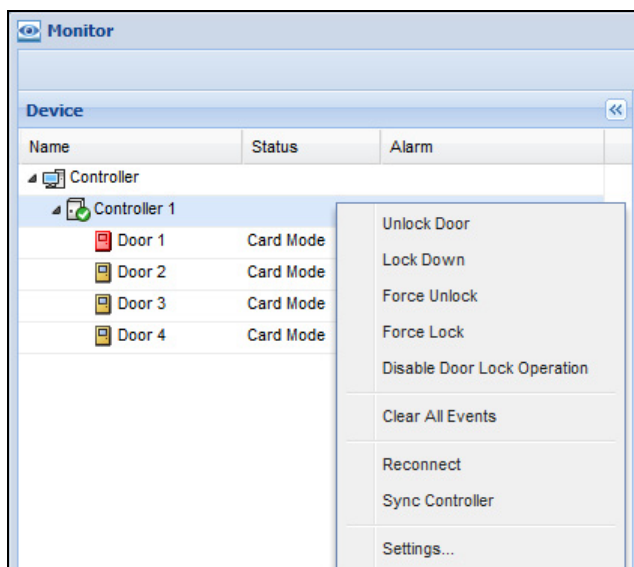 Monitor
Device
Name Status Alarm
Controller
Controller 1
Door 1 Card Mode
Door 2 Card Mode
Door 3 Card Mode
Door 4 Card Mode
Unlock Door
Lock Down
Force Unlock
Force Lock
Disable Door Lock Operation
Clear All Events
Reconnect
Sync Controller
Settings...